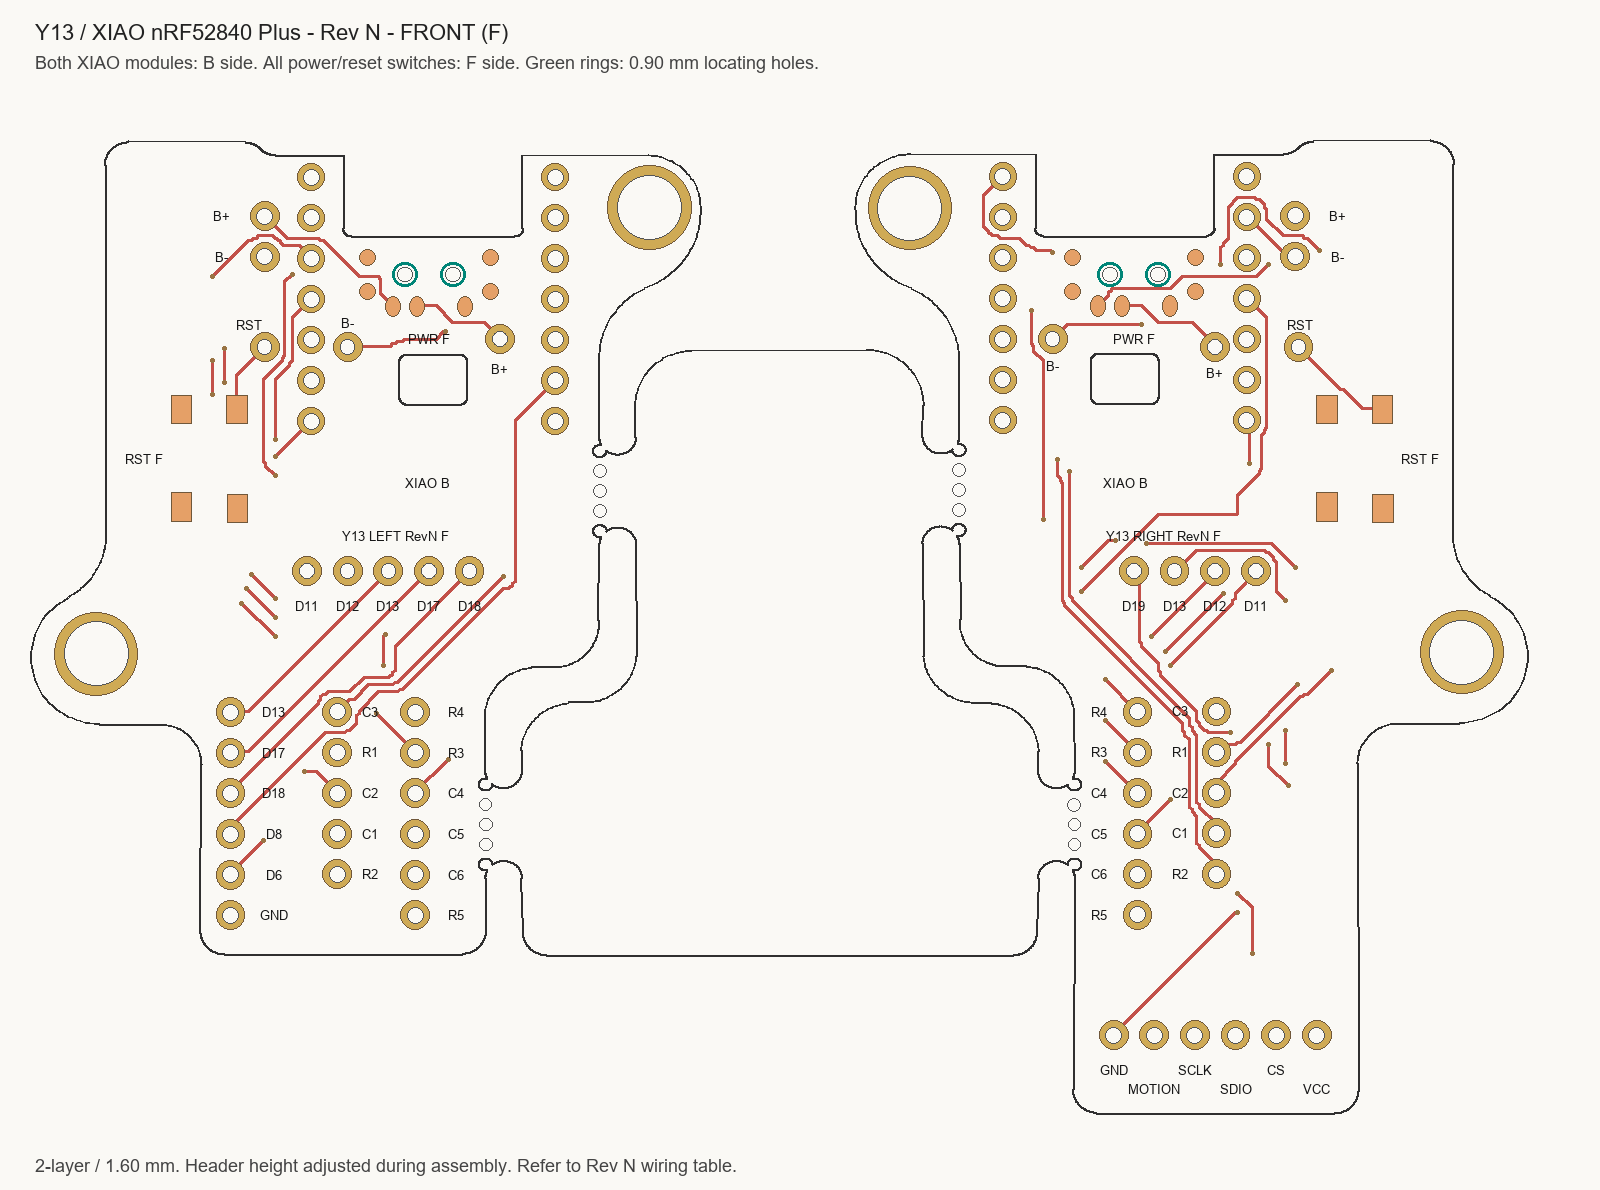 Y13 / XIAO nRF52840 Plus - Rev N - FRONT (F)
Both XIAO modules: B side. All power/reset switches: F side. Green rings: 0.90 mm locating holes.
B+
B-
RST
B-
PWR F
B+
RST F
XIAO B
Y13 LEFT RevN F
D11 D12 D13 D17 D18
D13 C3 R4
D17 R1 R3
D18 C2 C4
D8 C1 C5
D6 R2 C6
GND R5
B+
B-
RST
PWR F
B-
B+
RST F
XIAO B
Y13 RIGHT RevN F
D19 D13 D12 D11
R4 C3
R3 R1
C4 C2
C5 C1
C6 R2
R5
GND SCLK CS
MOTION SDIO VCC
2-layer / 1.60 mm. Header height adjusted during assembly. Refer to Rev N wiring table.